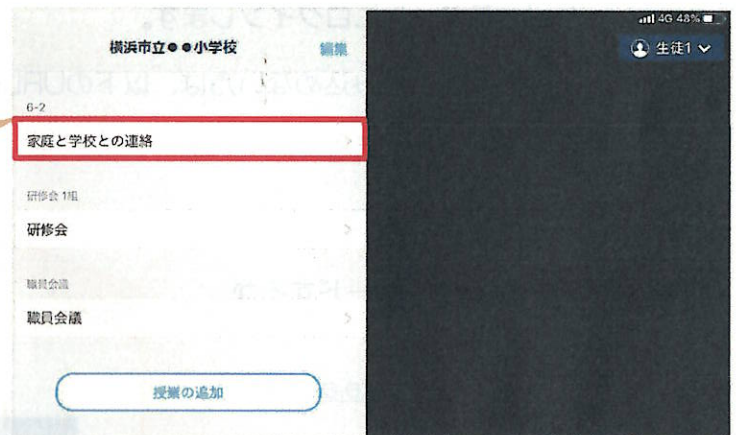 4G 48%
横浜市立●●小学校
編集
生徒1
6-2
家庭と学校との連絡
研修会 1組
研修会
職員会議
職員会議
授業の追加